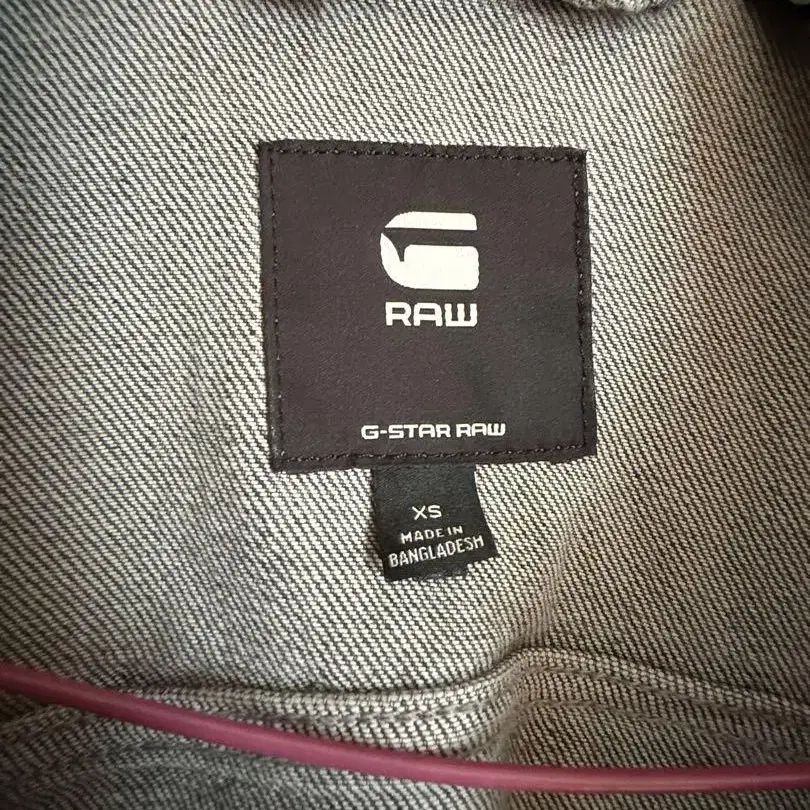 G
RAW
G-STAR RAW
XS
MADE IN
BANGLADESH